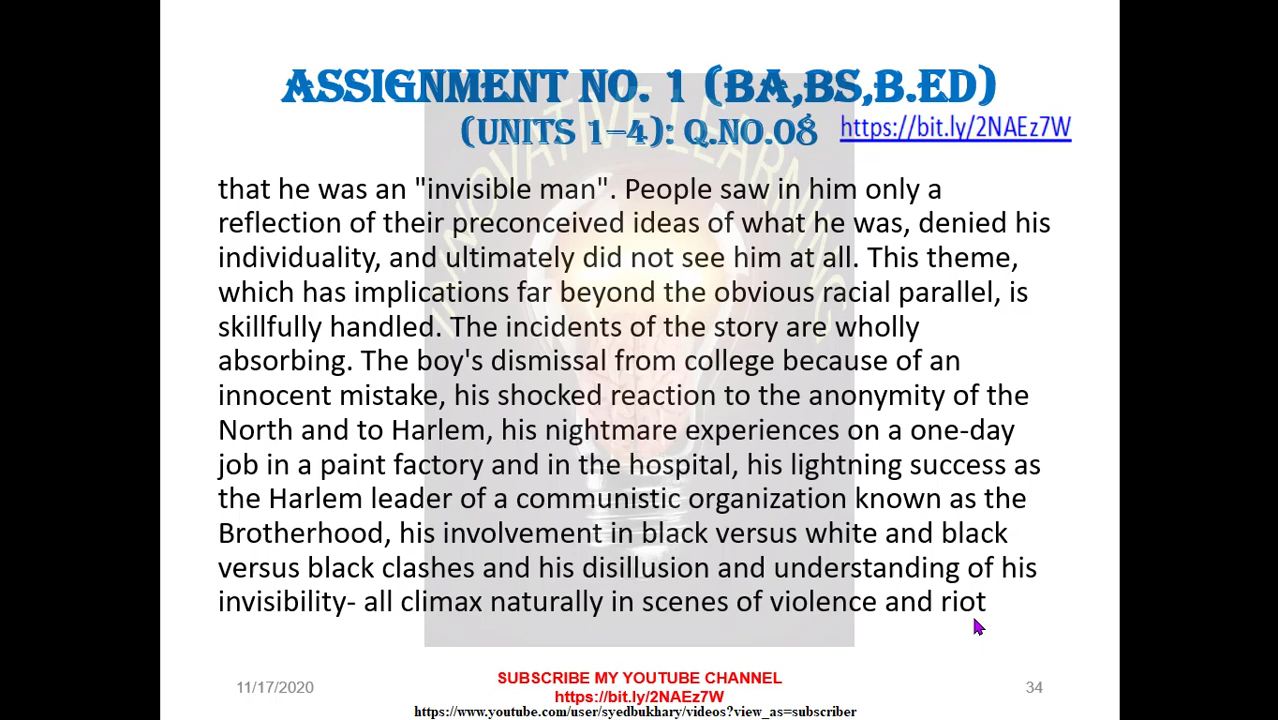 ASSIGNMENT NO. 1 (BA,BS,B.ED)
(UNITS 1–4): Q.NO.08 https://bit.ly/2NAEz7W
that he was an "invisible man". People saw in him only a
reflection of their preconceived ideas of what he was, denied his
individuality, and ultimately did not see him at all. This theme,
which has implications far beyond the obvious racial parallel, is
skillfully handled. The incidents of the story are wholly
absorbing. The boy's dismissal from college because of an
innocent mistake, his shocked reaction to the anonymity of the
North and to Harlem, his nightmare experiences on a one-day
job in a paint factory and in the hospital, his lightning success as
the Harlem leader of a communistic organization known as the
Brotherhood, his involvement in black versus white and black
versus black clashes and his disillusion and understanding of his
invisibility- all climax naturally in scenes of violence and riot
INNOVATIVE LEARNING
11/17/2020
SUBSCRIBE MY YOUTUBE CHANNEL
https://bit.ly/2NAEz7W
https://www.youtube.com/user/syedbukhary/videos?view_as=subscriber
34